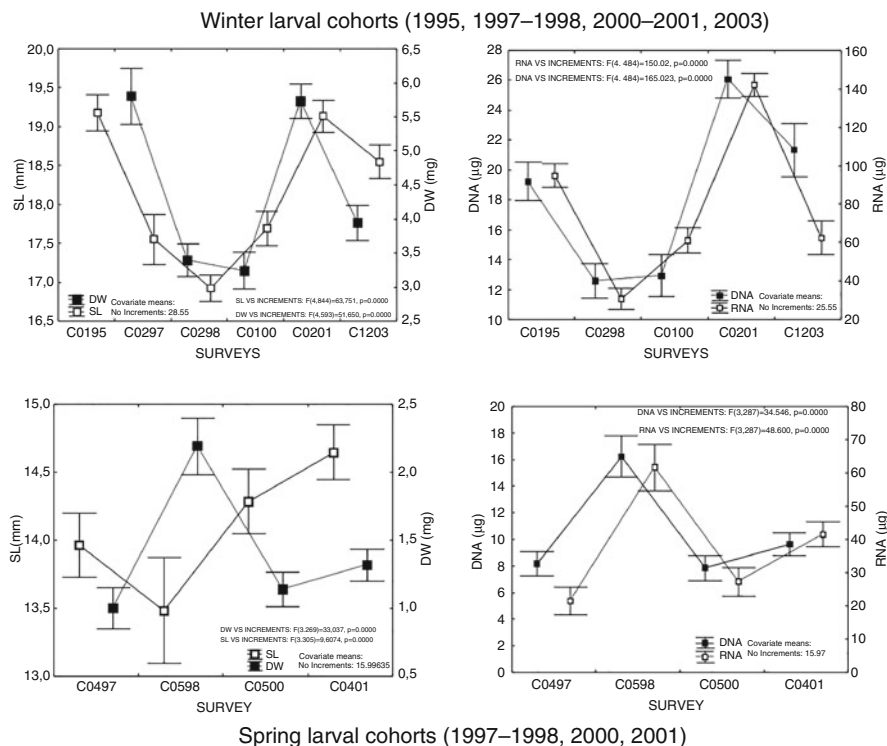 Winter larval cohorts (1995, 1997–1998, 2000–2001, 2003)
20,0
19,5
19,0
18,5
18,0
17,5
17,0
16,5
SL (mm)
6,5
6,0
5,5
5,0
4,5
4,0
3,5
3,0
2,5
DW (mg)
DW
SL
Covariate means:
No Increments: 28.55
SL VS INCREMENTS: F(4,844)=63,751, p=0.0000
DW VS INCREMENTS: F(4,593)=51,650, p=0.0000
C0195 C0297 C0298 C0100 C0201 C1203
SURVEYS
28
26
24
22
20
18
16
14
12
10
DNA (µg)
160
140
120
100
80
60
40
20
RNA (µg)
RNA VS INCREMENTS: F(4. 484)=150.02, p=0.0000
DNA VS INCREMENTS: F(4. 484)=165.023, p=0.0000
DNA
RNA
Covariate means:
No Increments: 25.55
C0195 C0298 C0100 C0201 C1203
SURVEYS
15,0
14,5
14,0
13,5
13,0
SL(mm)
2,5
2,0
1,5
1,0
0,5
DW (mg)
DW VS INCREMENTS: F(3.269)=33,037, p=0.0000
SL VS INCREMENTS: F(3.305)=9,6074, p=0.0000
SL
DW
Covariate means:
No Increments: 15.99635
C0497 C0598 C0500 C0401
SURVEY
20
18
16
14
12
10
8
6
4
2
0
DNA (µg)
80
70
60
50
40
30
20
10
0
RNA (µg)
DNA VS INCREMENTS: F(3,287)=34.546, p=0.0000
RNA VS INCREMENTS: F(3,287)=48.600, p=0.0000
DNA
RNA
Covariate means:
No Increments: 15.97
C0497 C0598 C0500 C0401
SURVEY
Spring larval cohorts (1997–1998, 2000, 2001)